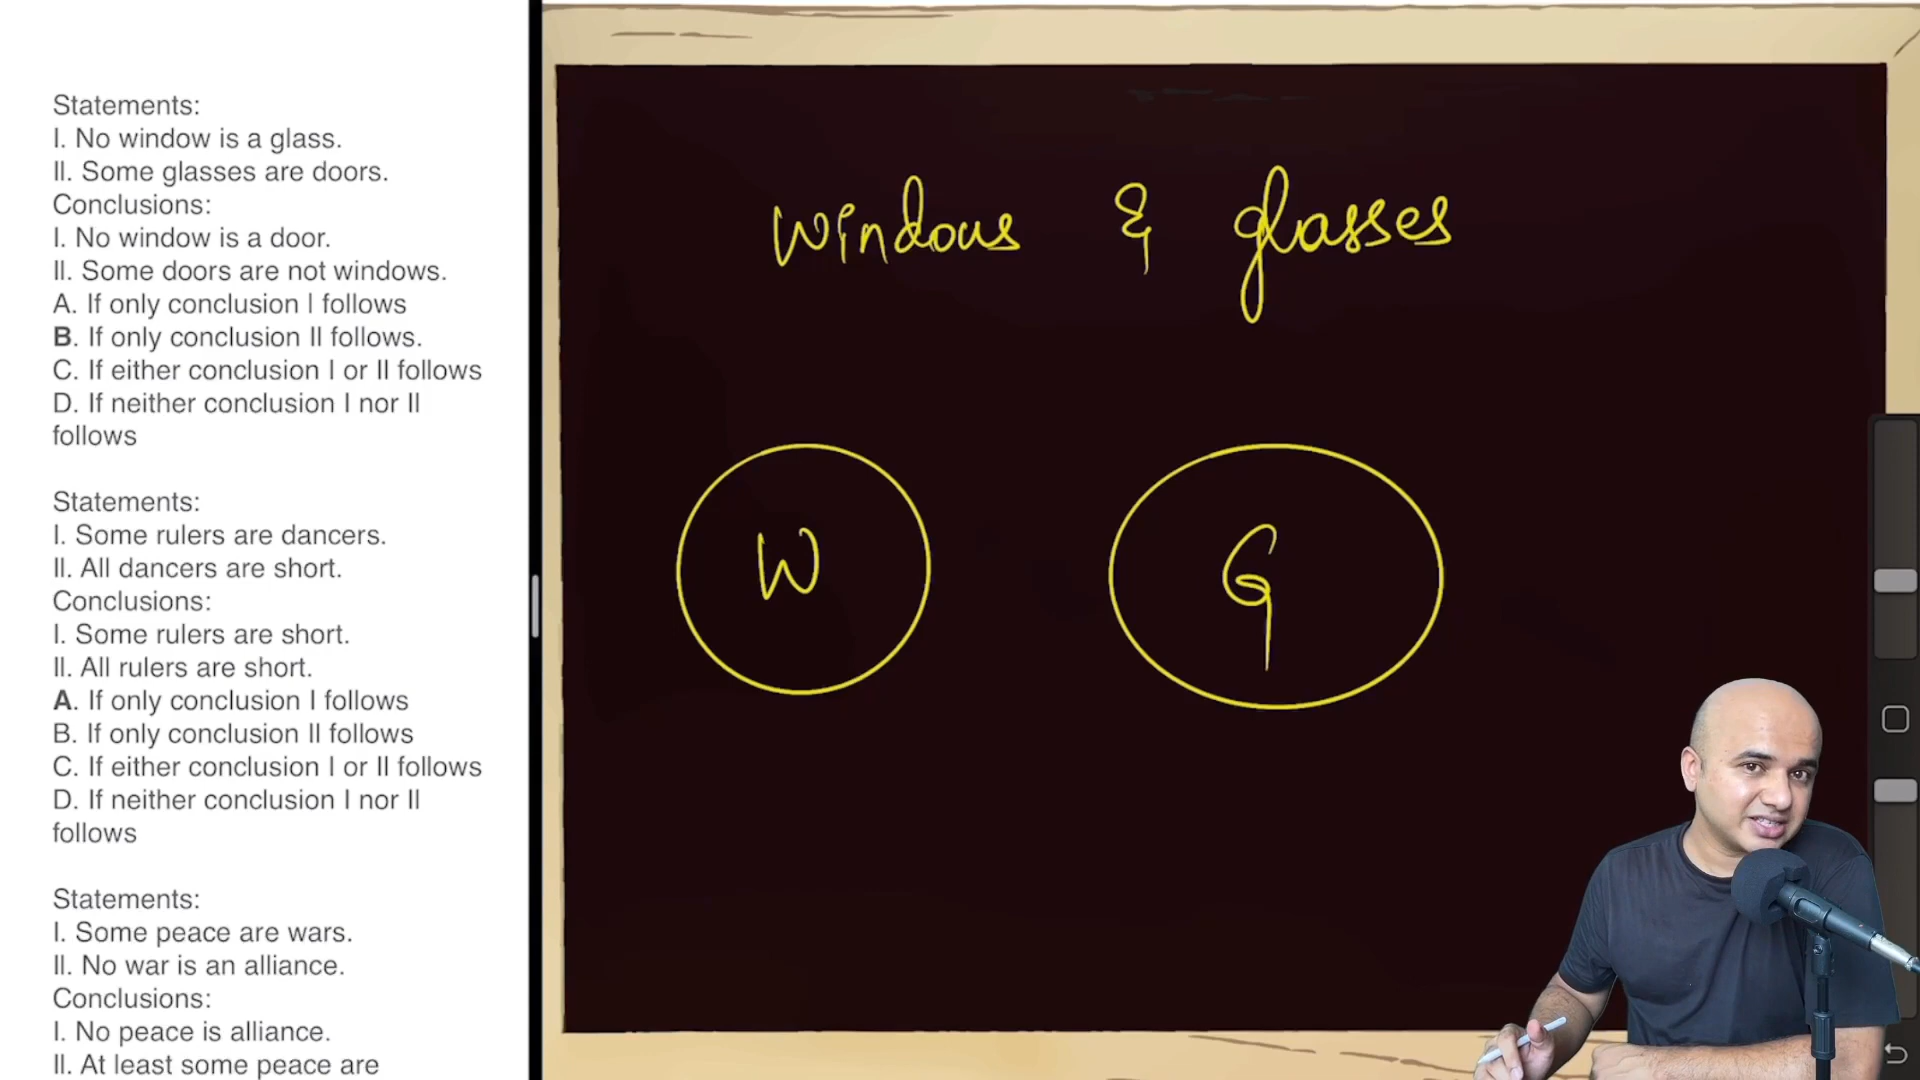 Statements:
I. No window is a glass.
II. Some glasses are doors.
Conclusions:
I. No window is a door.
II. Some doors are not windows.
A. If only conclusion I follows
B. If only conclusion II follows.
C. If either conclusion I or II follows
D. If neither conclusion I nor II
follows
Statements:
I. Some rulers are dancers.
II. All dancers are short.
Conclusions:
I. Some rulers are short.
II. All rulers are short.
A. If only conclusion I follows
B. If only conclusion II follows
C. If either conclusion I or II follows
D. If neither conclusion I nor II
follows
Statements:
I. Some peace are wars.
II. No war is an alliance.
Conclusions:
I. No peace is alliance.
II. At least some peace are
windows & glasses
W G